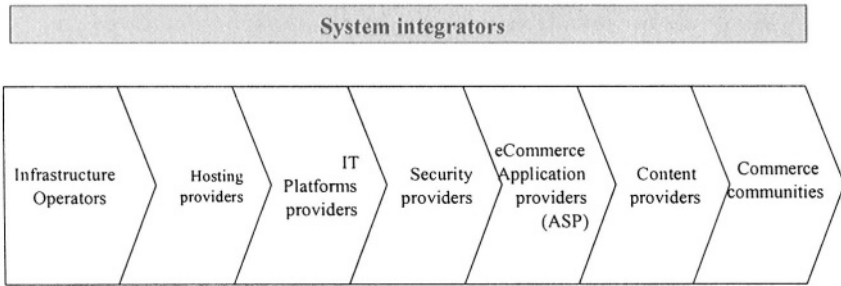 System integrators
Infrastructure
Operators
Hosting
providers
IT
Platforms
providers
Security
providers
eCommerce
Application
providers
(ASP)
Content
providers
Commerce
communities